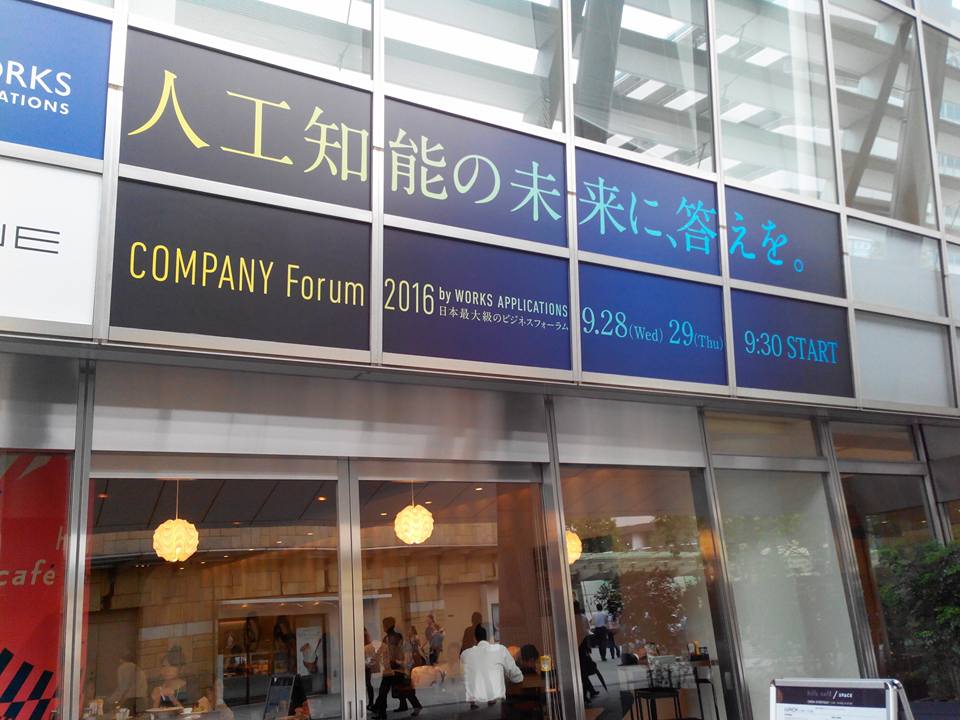 ORKS
ATIONS
人工知能の未来に、答えを。
COMPANY Forum 2016 by WORKS APPLICATIONS
日本最大級のビジネスフォーラム
9.28(Wed) 29(Thu) 9:30 START
NE
café